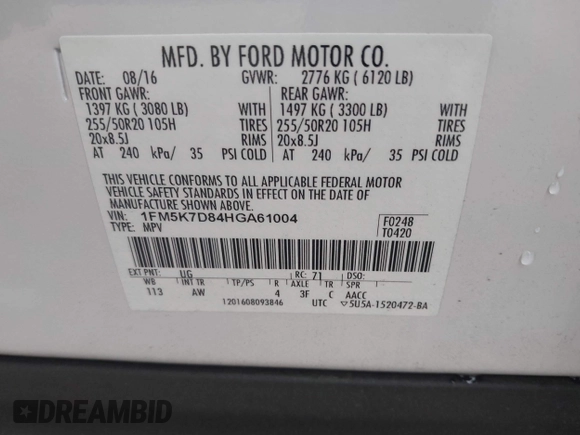 MFD. BY FORD MOTOR CO.
DATE: 08/16 GVWR: 2776 KG ( 6120 LB)
FRONT GAWR: REAR GAWR:
1397 KG ( 3080 LB) WITH 1497 KG ( 3300 LB) WITH
255/50R20 105H TIRES 255/50R20 105H TIRES
20x8.5J RIMS 20x8.5J RIMS
AT 240 kPa/ 35 PSI COLD AT 240 kPa/ 35 PSI COLD
THIS VEHICLE CONFORMS TO ALL APPLICABLE FEDERAL MOTOR
VEHICLE SAFETY STANDARDS IN EFFECT ON THE DATE OF
MANUFACTURE SHOWN ABOVE.
VIN: 1FM5K7D84HGA61004 F0248
TYPE: MPV T0420
EXT PNT: UG RC: 71 DSO:
WB INT TR TP/PS R AXLE TR SPR
113 AW 4 3F C AACC
1201608093846 UTC ▽5U5A-1520472-BA
DREAMBID